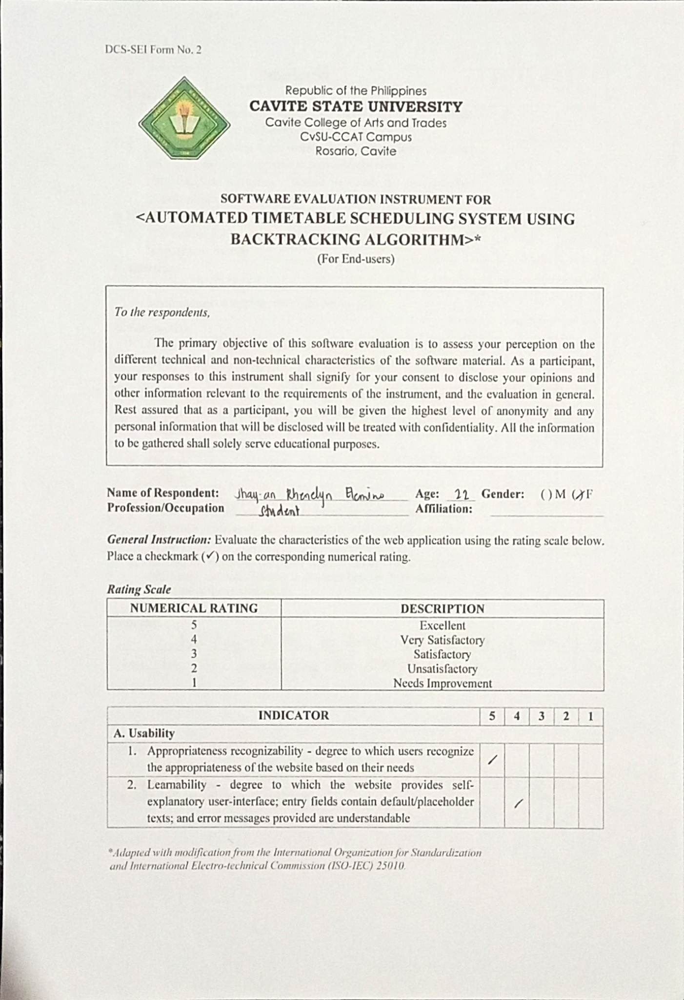 DCS-SEI Form No. 2
Republic of the Philippines
CAVITE STATE UNIVERSITY
Cavite College of Arts and Trades
CvSU-CCAT Campus
Rosario, Cavite
SOFTWARE EVALUATION INSTRUMENT FOR
<AUTOMATED TIMETABLE SCHEDULING SYSTEM USING
BACKTRACKING ALGORITHM>*
(For End-users)
To the respondents,
The primary objective of this software evaluation is to assess your perception on the
different technical and non-technical characteristics of the software material. As a participant,
your responses to this instrument shall signify for your consent to disclose your opinions and
other information relevant to the requirements of the instrument, and the evaluation in general.
Rest assured that as a participant, you will be given the highest level of anonymity and any
personal information that will be disclosed will be treated with confidentiality. All the information
to be gathered shall solely serve educational purposes.
Name of Respondent: Jhay-an Rhenelyn Elcmino Age: 22 Gender: ( ) M (/) F
Profession/Occupation Student Affiliation:
General Instruction: Evaluate the characteristics of the web application using the rating scale below.
Place a checkmark (✓) on the corresponding numerical rating.
Rating Scale
NUMERICAL RATING DESCRIPTION
5 Excellent
4 Very Satisfactory
3 Satisfactory
2 Unsatisfactory
1 Needs Improvement
INDICATOR 5 4 3 2 1
A. Usability
1. Appropriateness recognizability - degree to which users recognize
the appropriateness of the website based on their needs /
2. Learnability - degree to which the website provides self-
explanatory user-interface; entry fields contain default/placeholder /
texts; and error messages provided are understandable
*Adapted with modification from the International Organization for Standardization
and International Electro-technical Commission (ISO-IEC) 25010.